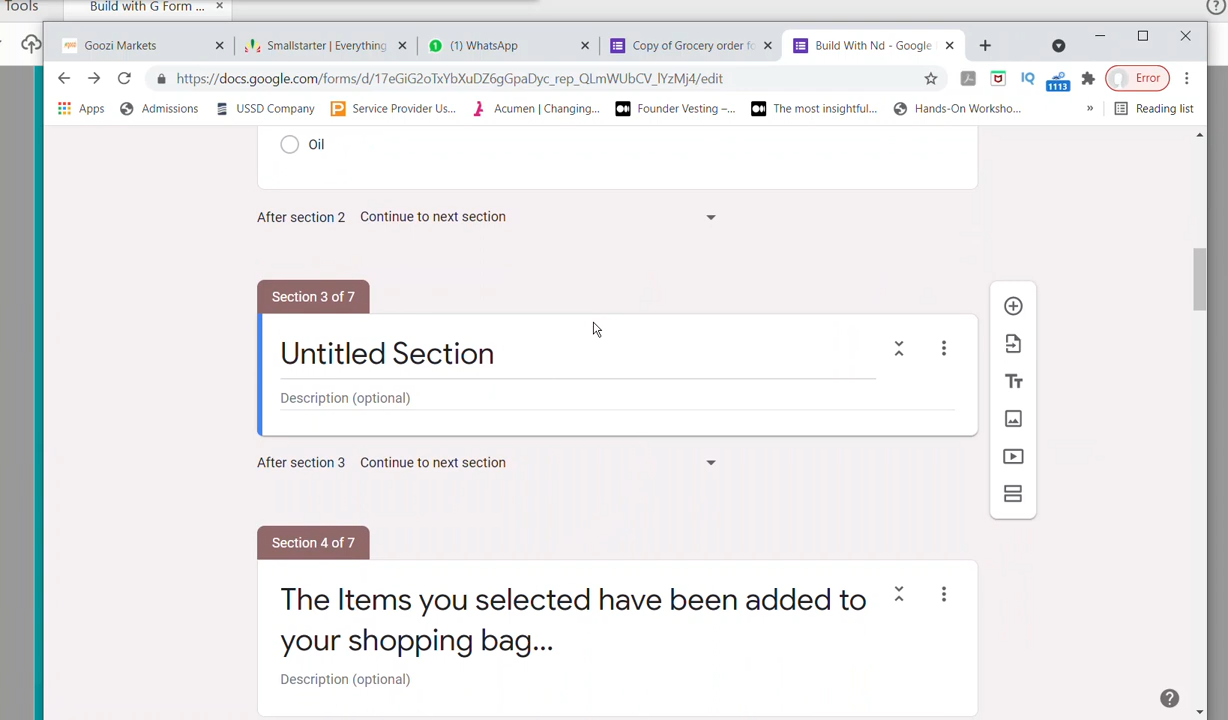 Tools
Build with G Form ...
Goozi Markets
Smallstarter | Everything
(1) WhatsApp
Copy of Grocery order fo
Build With Nd - Google
https://docs.google.com/forms/d/17eGiG2oTxYbXuDZ6gGpaDyc_rep_QLmWUbCV_lYzMj4/edit
IQ
1113
Error
Apps
Admissions
USSD Company
Service Provider Us...
Acumen | Changing...
Founder Vesting –...
The most insightful...
Hands-On Worksho...
»
Reading list
Oil
After section 2 Continue to next section
Section 3 of 7
Untitled Section
Description (optional)
Tт
After section 3 Continue to next section
Section 4 of 7
The Items you selected have been added to
your shopping bag...
Description (optional)